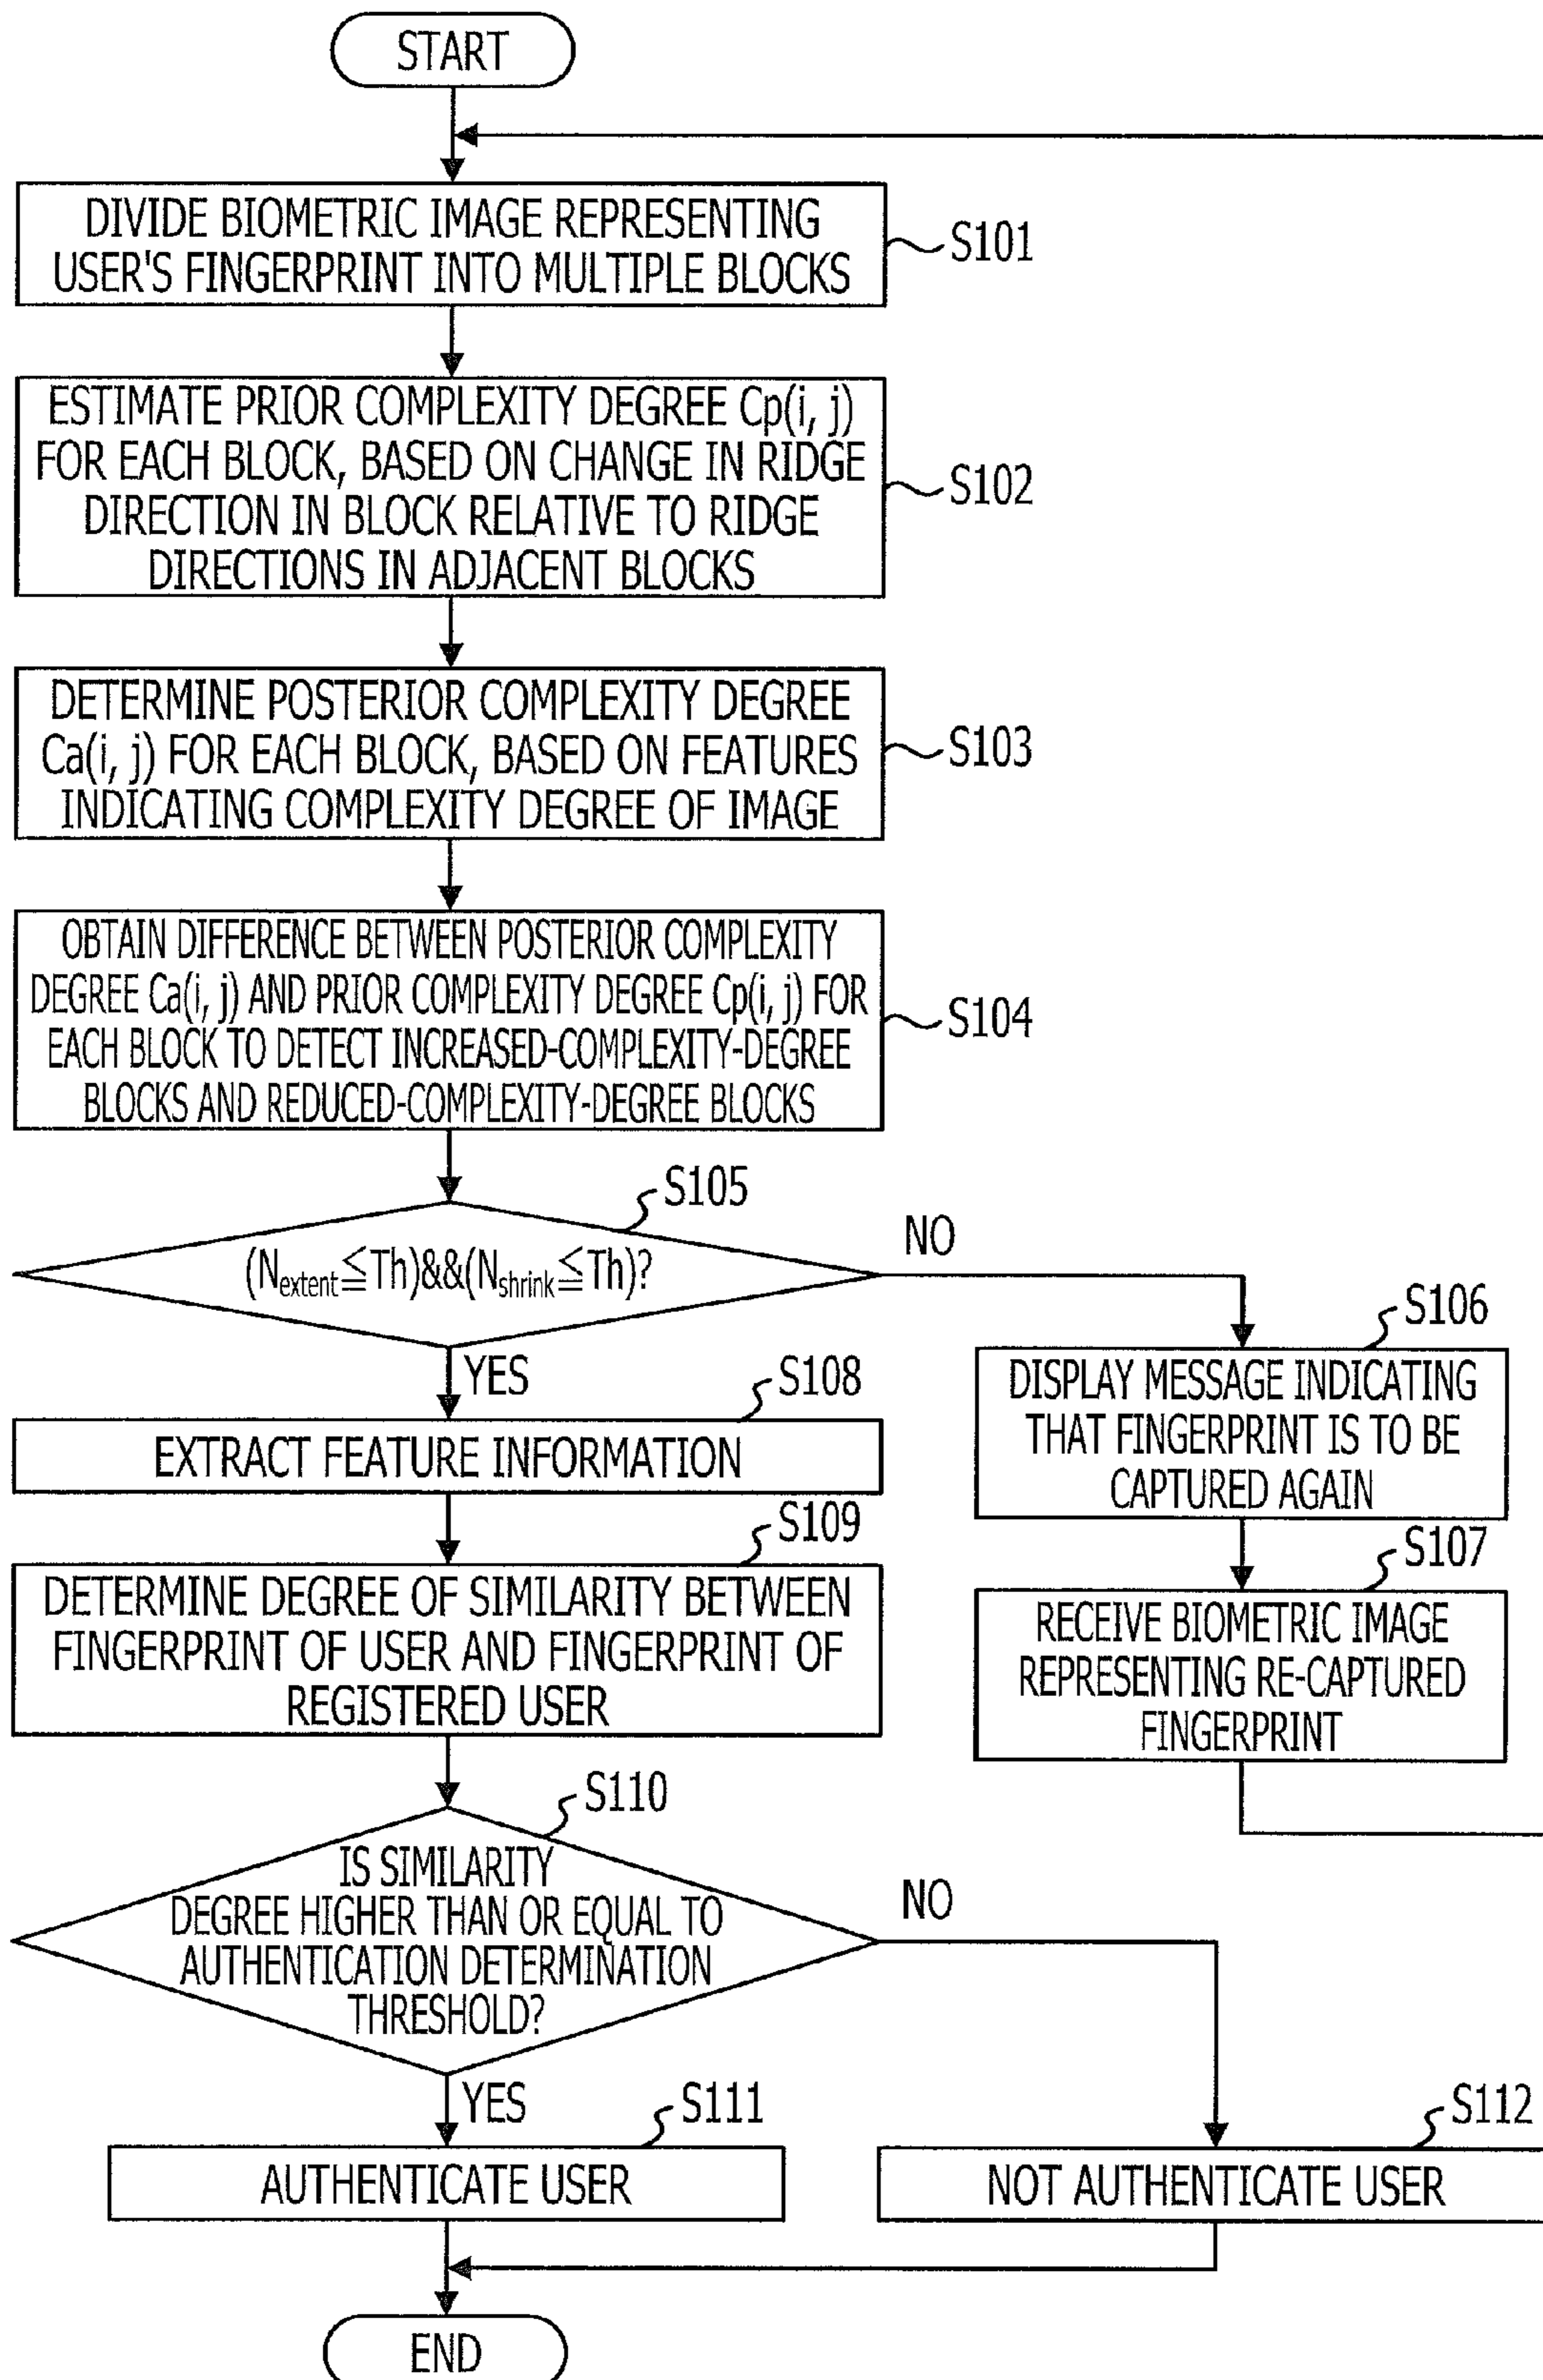 START
DIVIDE BIOMETRIC IMAGE REPRESENTING
USER'S FINGERPRINT INTO MULTIPLE BLOCKS
S101
ESTIMATE PRIOR COMPLEXITY DEGREE Cp(i, j)
FOR EACH BLOCK, BASED ON CHANGE IN RIDGE
DIRECTION IN BLOCK RELATIVE TO RIDGE
DIRECTIONS IN ADJACENT BLOCKS
S102
DETERMINE POSTERIOR COMPLEXITY DEGREE
Ca(i, j) FOR EACH BLOCK, BASED ON FEATURES
INDICATING COMPLEXITY DEGREE OF IMAGE
S103
OBTAIN DIFFERENCE BETWEEN POSTERIOR COMPLEXITY
DEGREE Ca(i, j) AND PRIOR COMPLEXITY DEGREE Cp(i, j) FOR
EACH BLOCK TO DETECT INCREASED-COMPLEXITY-DEGREE
BLOCKS AND REDUCED-COMPLEXITY-DEGREE BLOCKS
S104
S105
(Nextent≦Th)&&(Nshrink≦Th)?
NO
YES
S106
DISPLAY MESSAGE INDICATING
THAT FINGERPRINT IS TO BE
CAPTURED AGAIN
S107
RECEIVE BIOMETRIC IMAGE
REPRESENTING RE-CAPTURED
FINGERPRINT
S108
EXTRACT FEATURE INFORMATION
S109
DETERMINE DEGREE OF SIMILARITY BETWEEN
FINGERPRINT OF USER AND FINGERPRINT OF
REGISTERED USER
S110
IS SIMILARITY
DEGREE HIGHER THAN OR EQUAL TO
AUTHENTICATION DETERMINATION
THRESHOLD?
NO
YES
S111
AUTHENTICATE USER
S112
NOT AUTHENTICATE USER
END